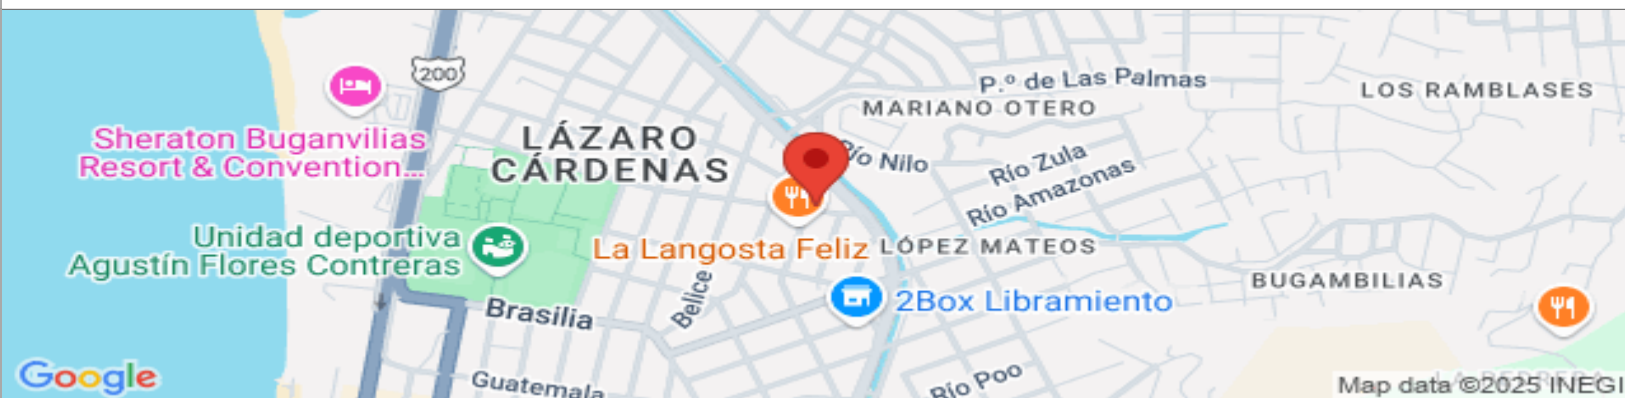 200
P.º de Las Palmas
LOS RAMBLASES
MARIANO OTERO
Sheraton Buganvilias
Resort & Convention...
LÁZARO
CÁRDENAS
Río Nilo
Río Zula
Río Amazonas
Unidad deportiva
Agustín Flores Contreras
La Langosta Feliz
LÓPEZ MATEOS
BUGAMBILIAS
Belice
2Box Libramiento
Brasilia
Guatemala
Río Poo
Google
Map data ©2025 INEGI